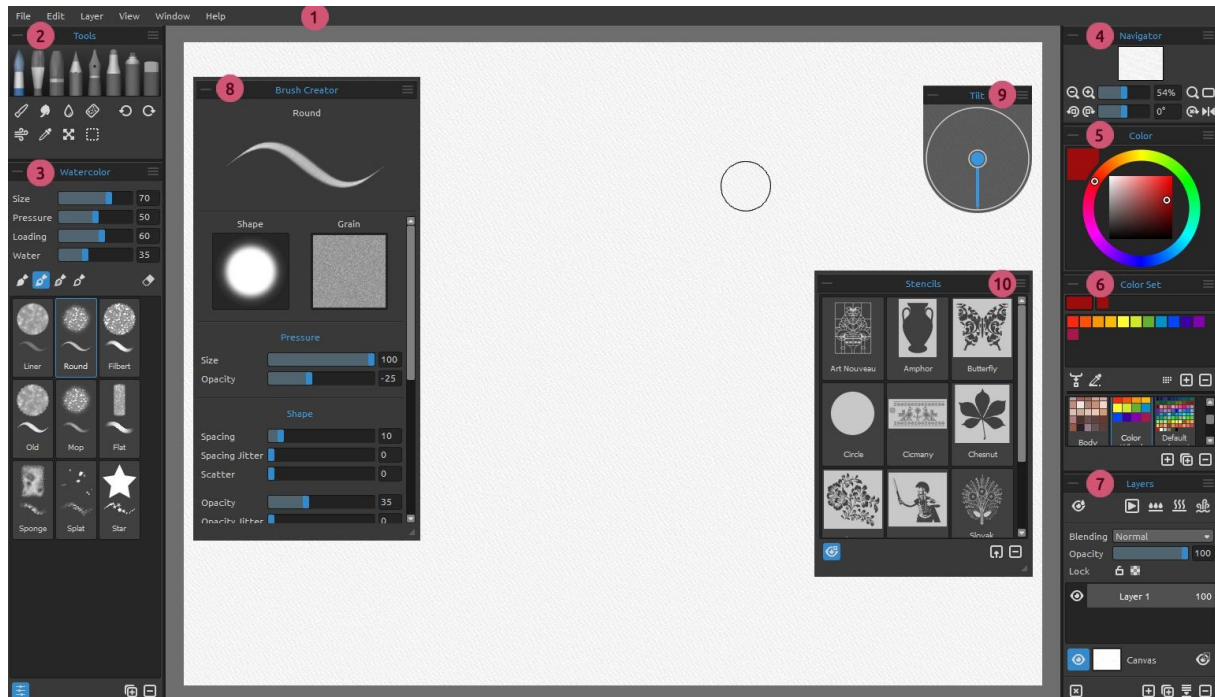 File Edit Layer View Window Help
1
2 Tools
3 Watercolor
Size 70
Pressure 50
Loading 60
Water 35
Liner Round Filbert
Old Mop Flat
Sponge Splat Star
8 Brush Creator
Round
Shape Grain
Pressure
Size 100
Opacity -25
Shape
Spacing 10
Spacing Jitter 0
Scatter 0
Opacity 35
Opacity Jitter 0
Tilt 9
Stencils 10
Art Nouveau Amphor Butterfly
Circle Cicmany Chesnut
Slovak
4 Navigator
54%
0°
5 Color
6 Color Set
Body Color Default
7 Layers
Blending Normal
Opacity 100
Lock
Layer 1 100
Canvas